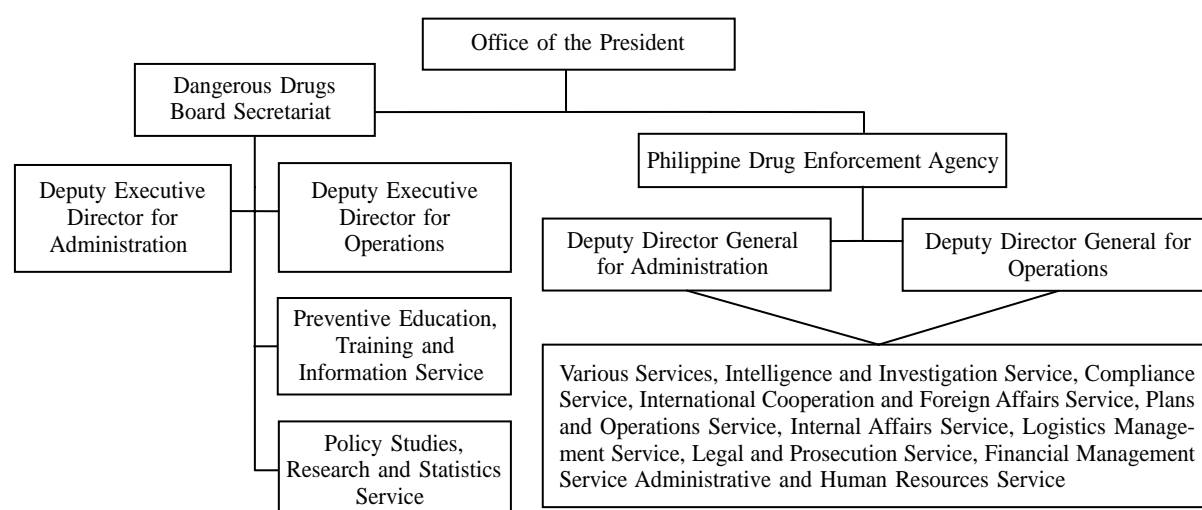 Office of the President
Dangerous Drugs
Board Secretariat
Philippine Drug Enforcement Agency
Deputy Executive
Director for
Administration
Deputy Executive
Director for
Operations
Deputy Director General
for Administration
Deputy Director General for
Operations
Preventive Education,
Training and
Information Service
Various Services, Intelligence and Investigation Service, Compliance
Service, International Cooperation and Foreign Affairs Service, Plans
and Operations Service, Internal Affairs Service, Logistics Manage-
ment Service, Legal and Prosecution Service, Financial Management
Service Administrative and Human Resources Service
Policy Studies,
Research and Statistics
Service